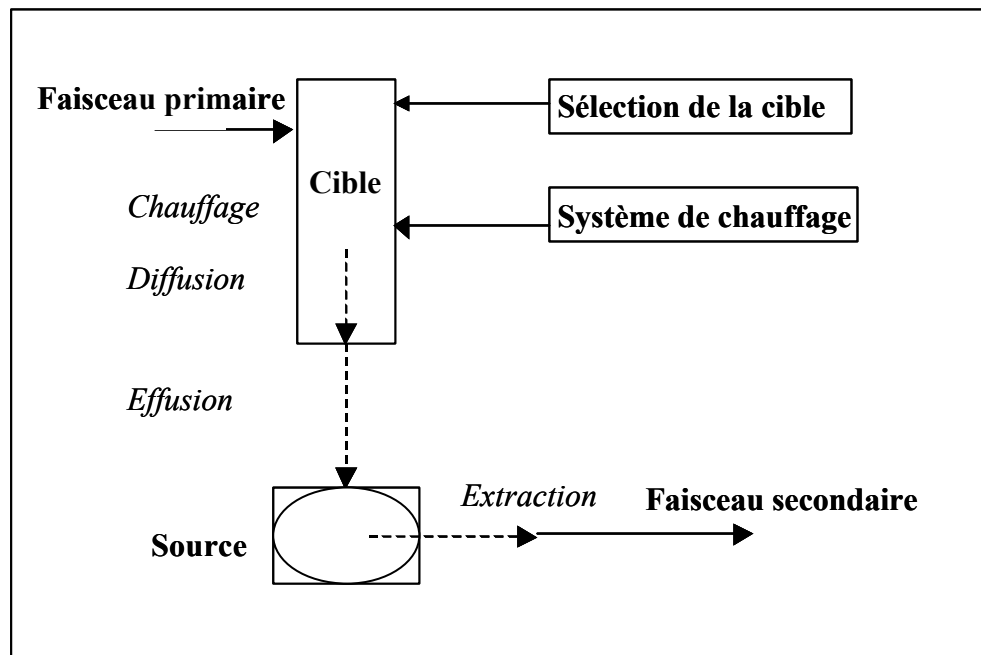 Faisceau primaire
Sélection de la cible
Cible
Chauffage
Système de chauffage
Diffusion
Effusion
Extraction
Faisceau secondaire
Source